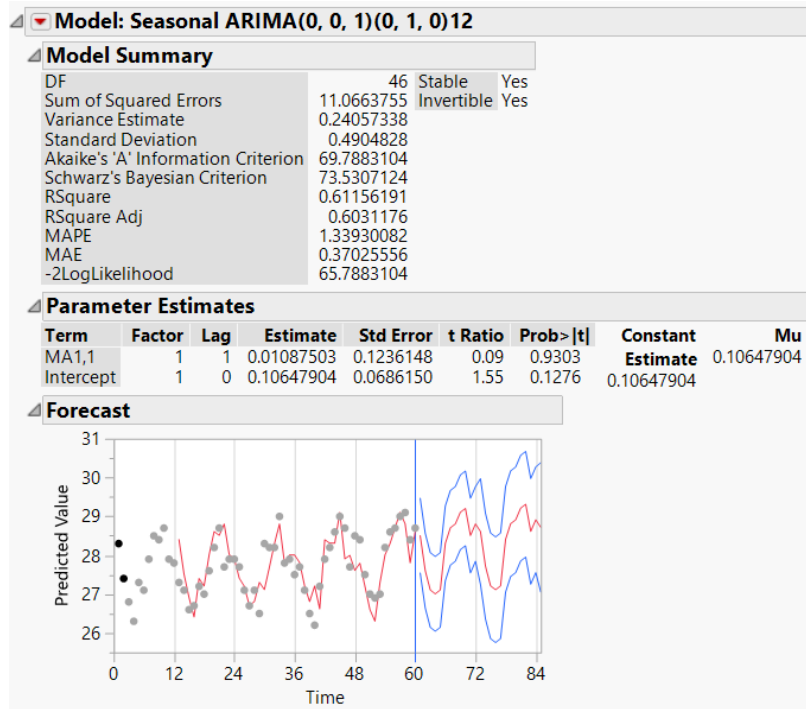 Model: Seasonal ARIMA(0, 0, 1)(0, 1, 0)12
Model Summary
DF 46 Stable Yes
Sum of Squared Errors 11.0663755 Invertible Yes
Variance Estimate 0.24057338
Standard Deviation 0.4904828
Akaike's 'A' Information Criterion 69.7883104
Schwarz's Bayesian Criterion 73.5307124
RSquare 0.61156191
RSquare Adj 0.6031176
MAPE 1.33930082
MAE 0.37025556
-2LogLikelihood 65.7883104
Parameter Estimates
Term Factor Lag Estimate Std Error t Ratio Prob>|t| Constant Mu
MA1,1 1 1 0.01087503 0.1236148 0.09 0.9303 Estimate 0.10647904
Intercept 1 0 0.10647904 0.0686150 1.55 0.1276 0.10647904
Forecast
31
30
29
28
27
26
Predicted Value
0 12 24 36 48 60 72 84
Time